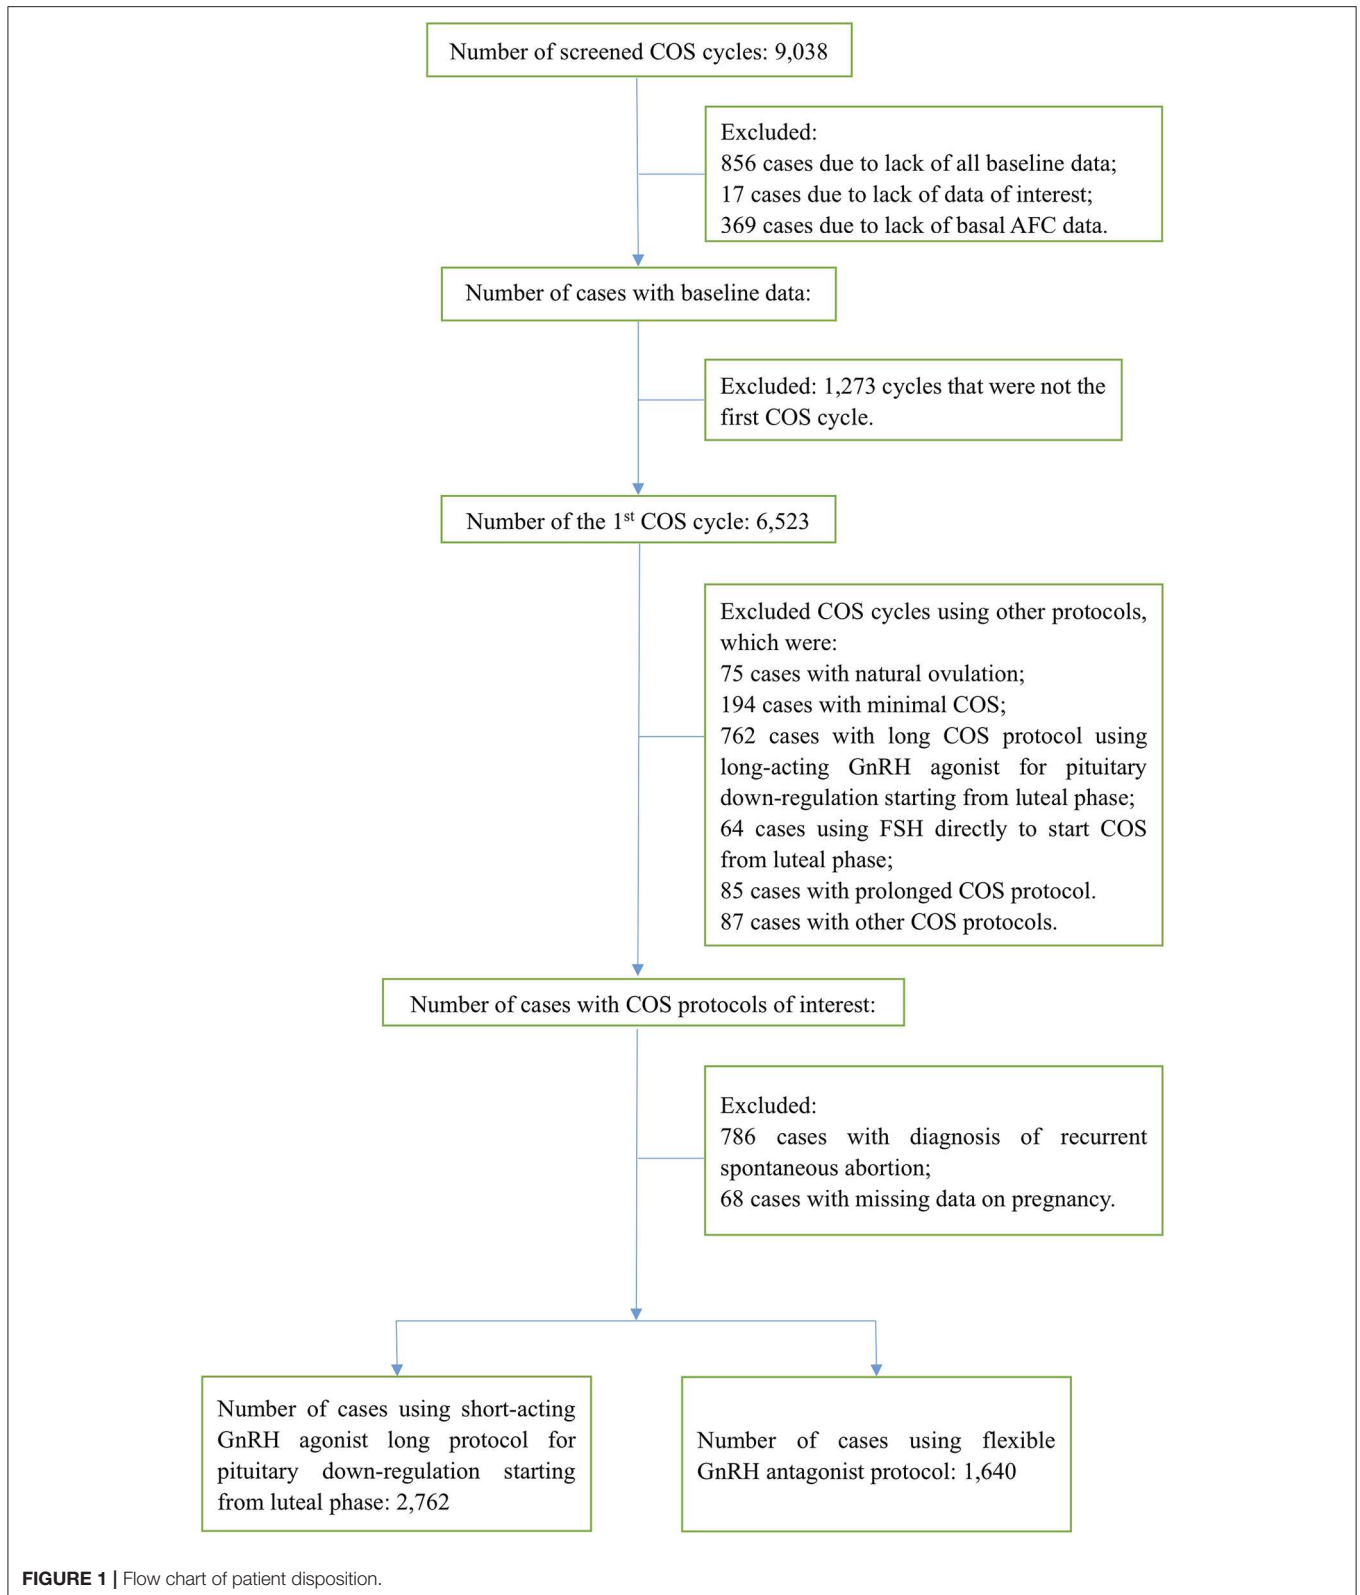 Number of screened COS cycles: 9,038
Excluded:
856 cases due to lack of all baseline data;
17 cases due to lack of data of interest;
369 cases due to lack of basal AFC data.
Number of cases with baseline data:
Excluded: 1,273 cycles that were not the
first COS cycle.
Number of the 1st COS cycle: 6,523
Excluded COS cycles using other protocols,
which were:
75 cases with natural ovulation;
194 cases with minimal COS;
762 cases with long COS protocol using
long-acting GnRH agonist for pituitary
down-regulation starting from luteal phase;
64 cases using FSH directly to start COS
from luteal phase;
85 cases with prolonged COS protocol.
87 cases with other COS protocols.
Number of cases with COS protocols of interest:
Excluded:
786 cases with diagnosis of recurrent
spontaneous abortion;
68 cases with missing data on pregnancy.
Number of cases using short-acting
GnRH agonist long protocol for
pituitary down-regulation starting
from luteal phase: 2,762
Number of cases using flexible
GnRH antagonist protocol: 1,640
FIGURE 1 | Flow chart of patient disposition.